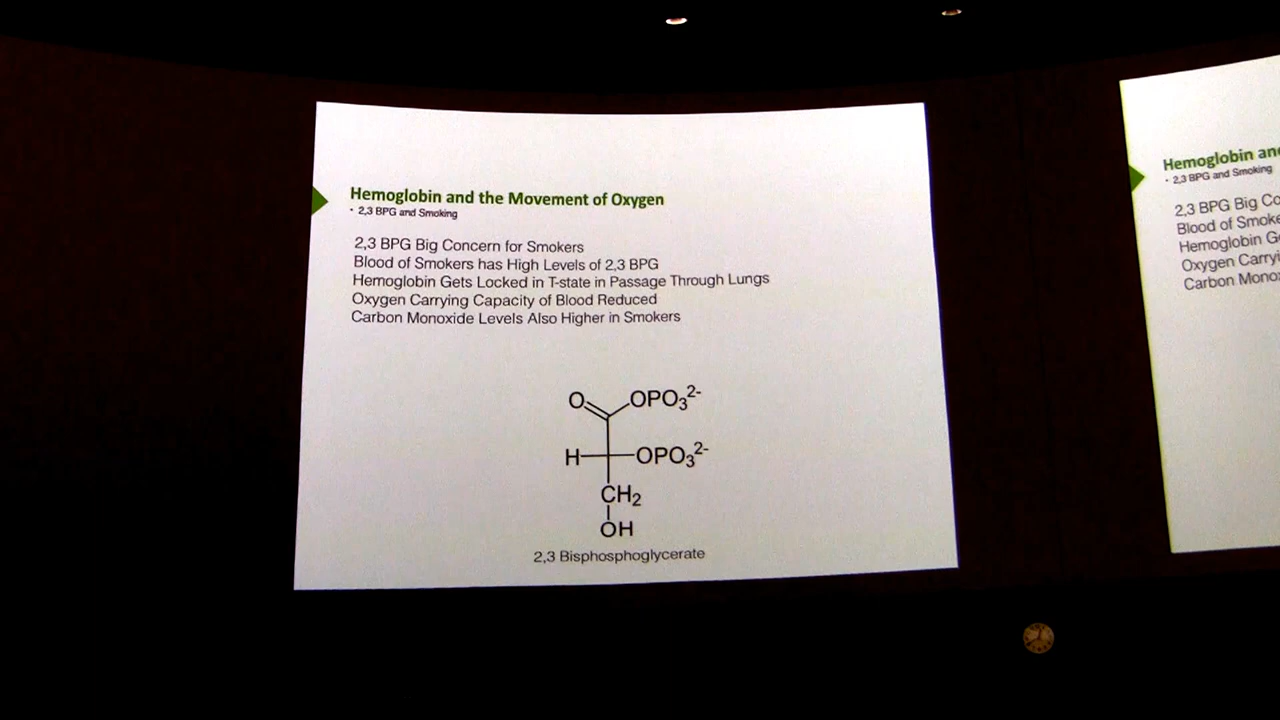 Hemoglobin and the Movement of Oxygen
• 2,3 BPG and Smoking
2,3 BPG Big Concern for Smokers
Blood of Smokers has High Levels of 2,3 BPG
Hemoglobin Gets Locked in T-state in Passage Through Lungs
Oxygen Carrying Capacity of Blood Reduced
Carbon Monoxide Levels Also Higher in Smokers
O OPO3 2-
H OPO3 2-
CH2
OH
2,3 Bisphosphoglycerate
Hemoglobin an
• 2,3 BPG and Smoking
2,3 BPG Big Co
Blood of Smoke
Hemoglobin G
Oxygen Carryi
Carbon Mono